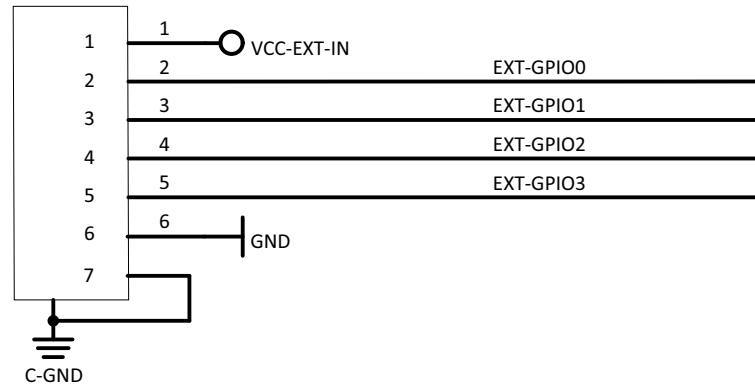 1 1 VCC-EXT-IN
2 2 EXT-GPIO0
3 3 EXT-GPIO1
4 4 EXT-GPIO2
5 5 EXT-GPIO3
6 6 GND
7
C-GND